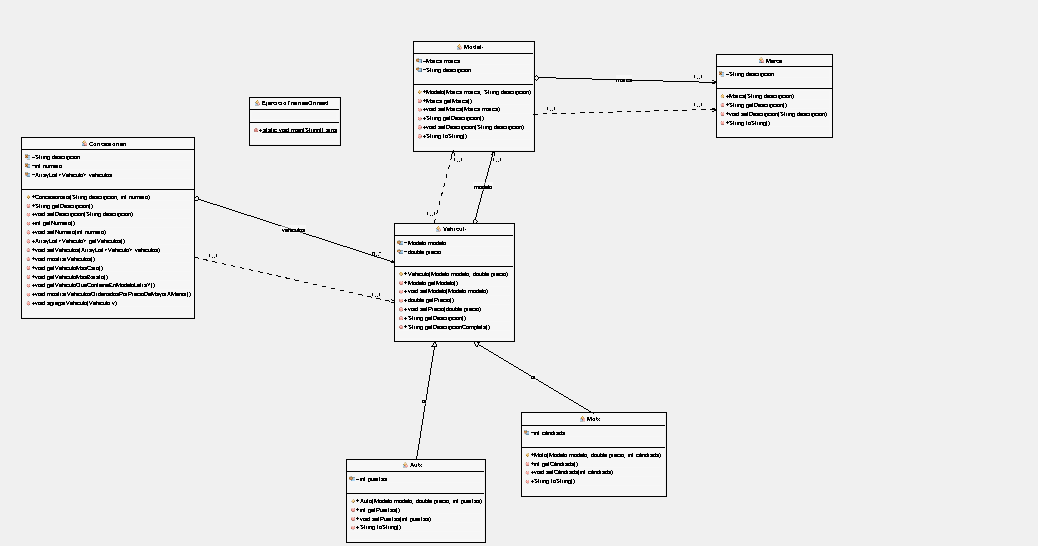 Modelo
-Marca marca
-String descripcion
+Modelo(Marca marca, String descripcion)
+Marca getMarca()
+void setMarca(Marca marca)
+String getDescripcion()
+void setDescripcion(String descripcion)
+String toString()
marca
1..1
1..1
1..1
Marca
-String descripcion
+Marca(String descripcion)
+String getDescripcion()
+void setDescripcion(String descripcion)
+String toString()
+static void main(String[] args)
Concesionario
-String descripcion
-int numero
-ArrayList<Vehiculo> vehiculos
+Concesionario(String descripcion, int numero)
+String getDescripcion()
+void setDescripcion(String descripcion)
+int getNumero()
+void setNumero(int numero)
+ArrayList<Vehiculo> getVehiculos()
+void setVehiculos(ArrayList<Vehiculo> vehiculos)
+void mostrarVehiculos()
+void getVehiculoMasCaro()
+void getVehiculoMasBarato()
+void getVehiculoQueContieneEnModeloLetraY()
+void mostrarVehiculosOrdenadosPorPrecioDeMayorAMenor()
+void agregarVehiculo(Vehiculo v)
1..1
1..1
modelo
1..1
vehiculos
0..*
1..1
1..1
Vehiculo
-Modelo modelo
-double precio
+Vehiculo(Modelo modelo, double precio)
+Modelo getModelo()
+void setModelo(Modelo modelo)
+double getPrecio()
+void setPrecio(double precio)
+String getDescripcion()
+String getDescripcionCompleta()
Moto
-int cilindrada
+Moto(Modelo modelo, double precio, int cilindrada)
+int getCilindrada()
+void setCilindrada(int cilindrada)
+String toString()
Auto
-int puertas
+Auto(Modelo modelo, double precio, int puertas)
+int getPuertas()
+void setPuertas(int puertas)
+String toString()